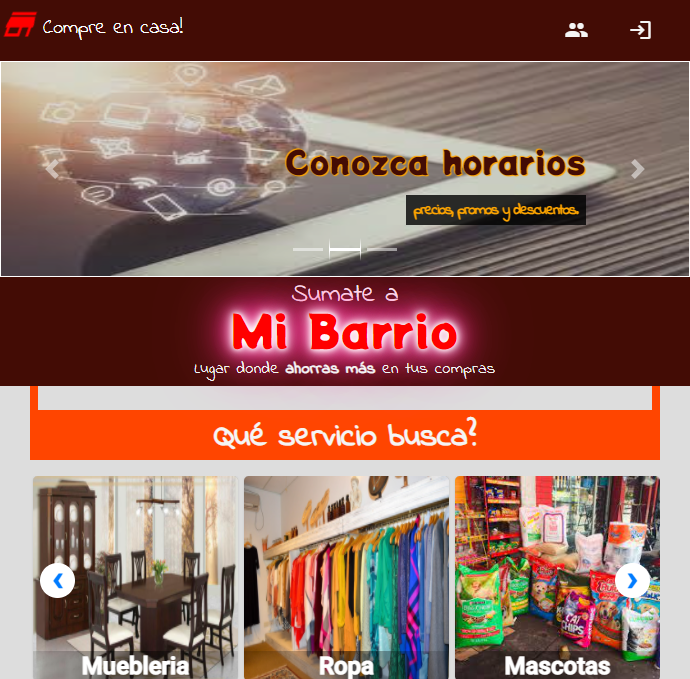 Compre en casa!
Conozca horarios
precios, promos y descuentos.
Sumate a
Mi Barrio
Lugar donde ahorras más en tus compras
Qué servicio busca?
Muebleria
Ropa
Mascotas